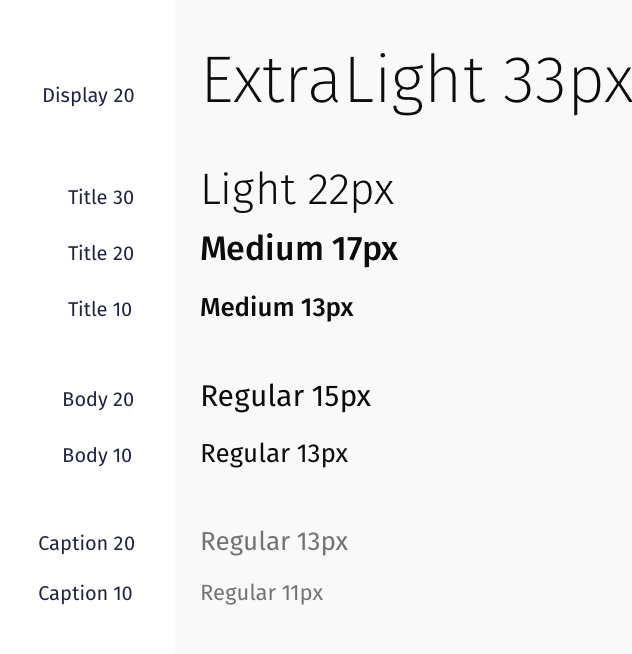 Display 20 ExtraLight 33px
Title 30 Light 22px
Title 20 Medium 17px
Title 10 Medium 13px
Body 20 Regular 15px
Body 10 Regular 13px
Caption 20 Regular 13px
Caption 10 Regular 11px